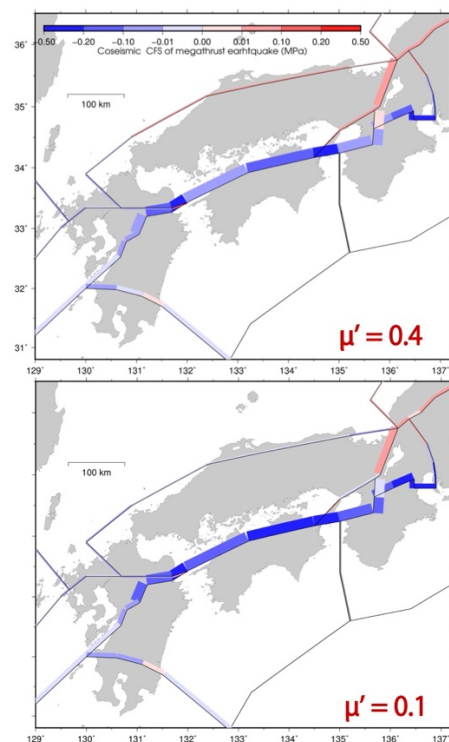 -0.50 -0.20 -0.10 -0.01 0.00 0.01 0.10 0.20 0.50
Coseismic CFS of megathrust earthquake (MPa)
36˚
100 km
35˚
34˚
33˚
32˚
31˚
μ' = 0.4
129˚ 130˚ 131˚ 132˚ 133˚ 134˚ 135˚ 136˚ 137˚
100 km
μ' = 0.1
129˚ 130˚ 131˚ 132˚ 133˚ 134˚ 135˚ 136˚ 137˚